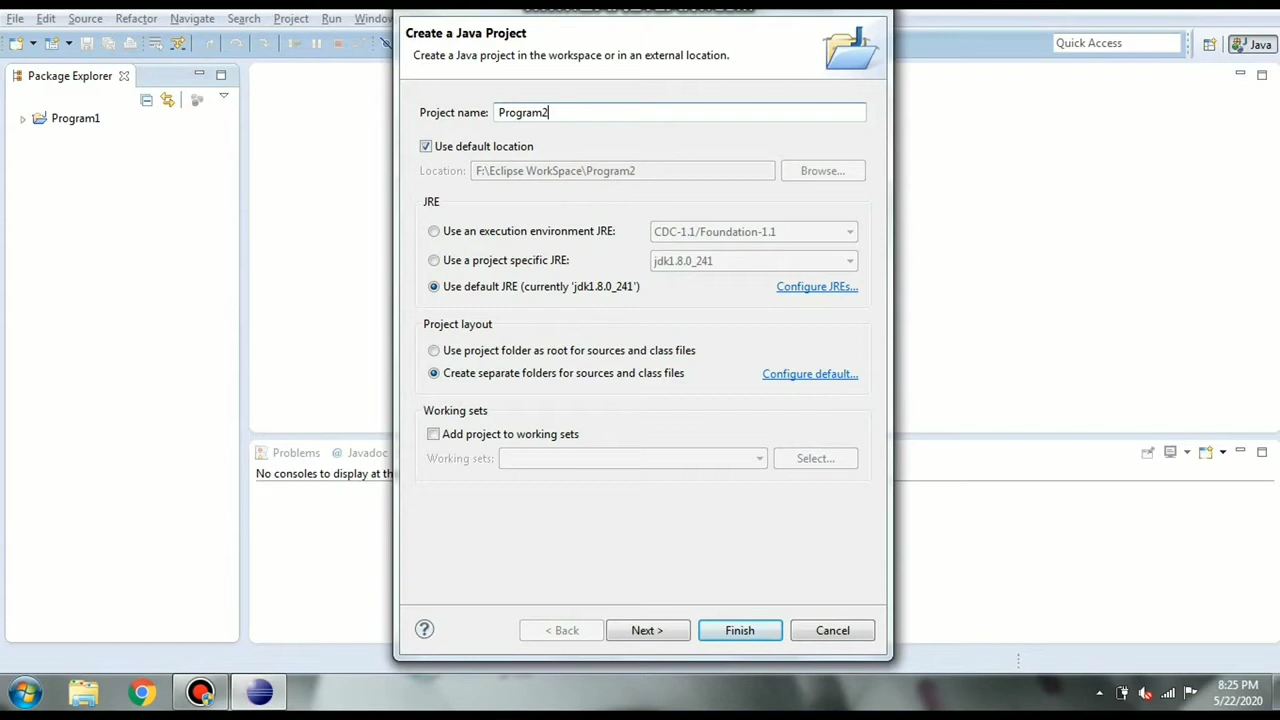 File Edit Source Refactor Navigate Search Project Run Window
Quick Access
Java
Package Explorer
Program1
Create a Java Project
Create a Java project in the workspace or in an external location.
Project name: Program2
Use default location
Location: F:\Eclipse WorkSpace\Program2 Browse...
JRE
Use an execution environment JRE: CDC-1.1/Foundation-1.1
Use a project specific JRE: jdk1.8.0_241
Use default JRE (currently 'jdk1.8.0_241') Configure JREs...
Project layout
Use project folder as root for sources and class files
Create separate folders for sources and class files Configure default...
Working sets
Add project to working sets
Working sets: Select...
Problems @ Javadoc
No consoles to display at th
? < Back Next > Finish Cancel
8:25 PM
5/22/2020